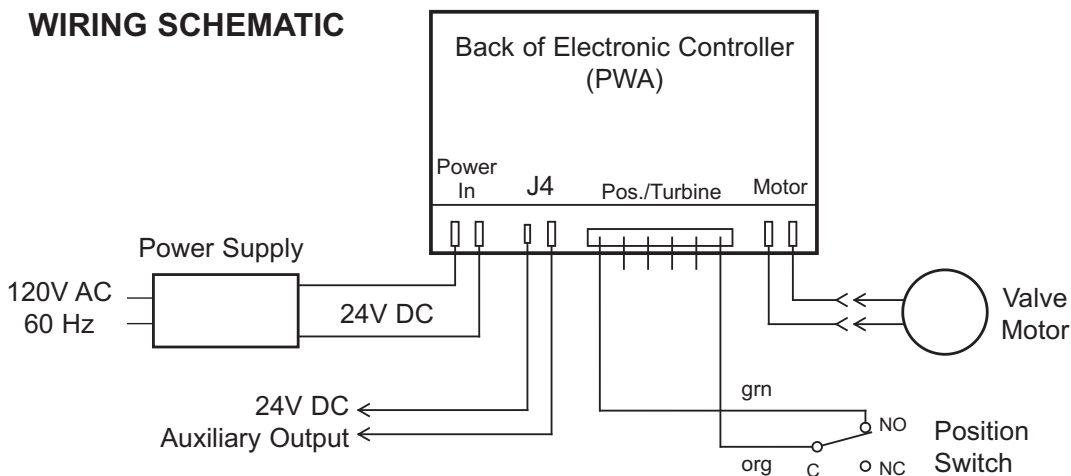 WIRING SCHEMATIC
Back of Electronic Controller
(PWA)
Power
In
J4
Pos./Turbine
Motor
Power Supply
120V AC
60 Hz
24V DC
Valve
Motor
24V DC
Auxiliary Output
grn
org
NO
C
NC
Position
Switch